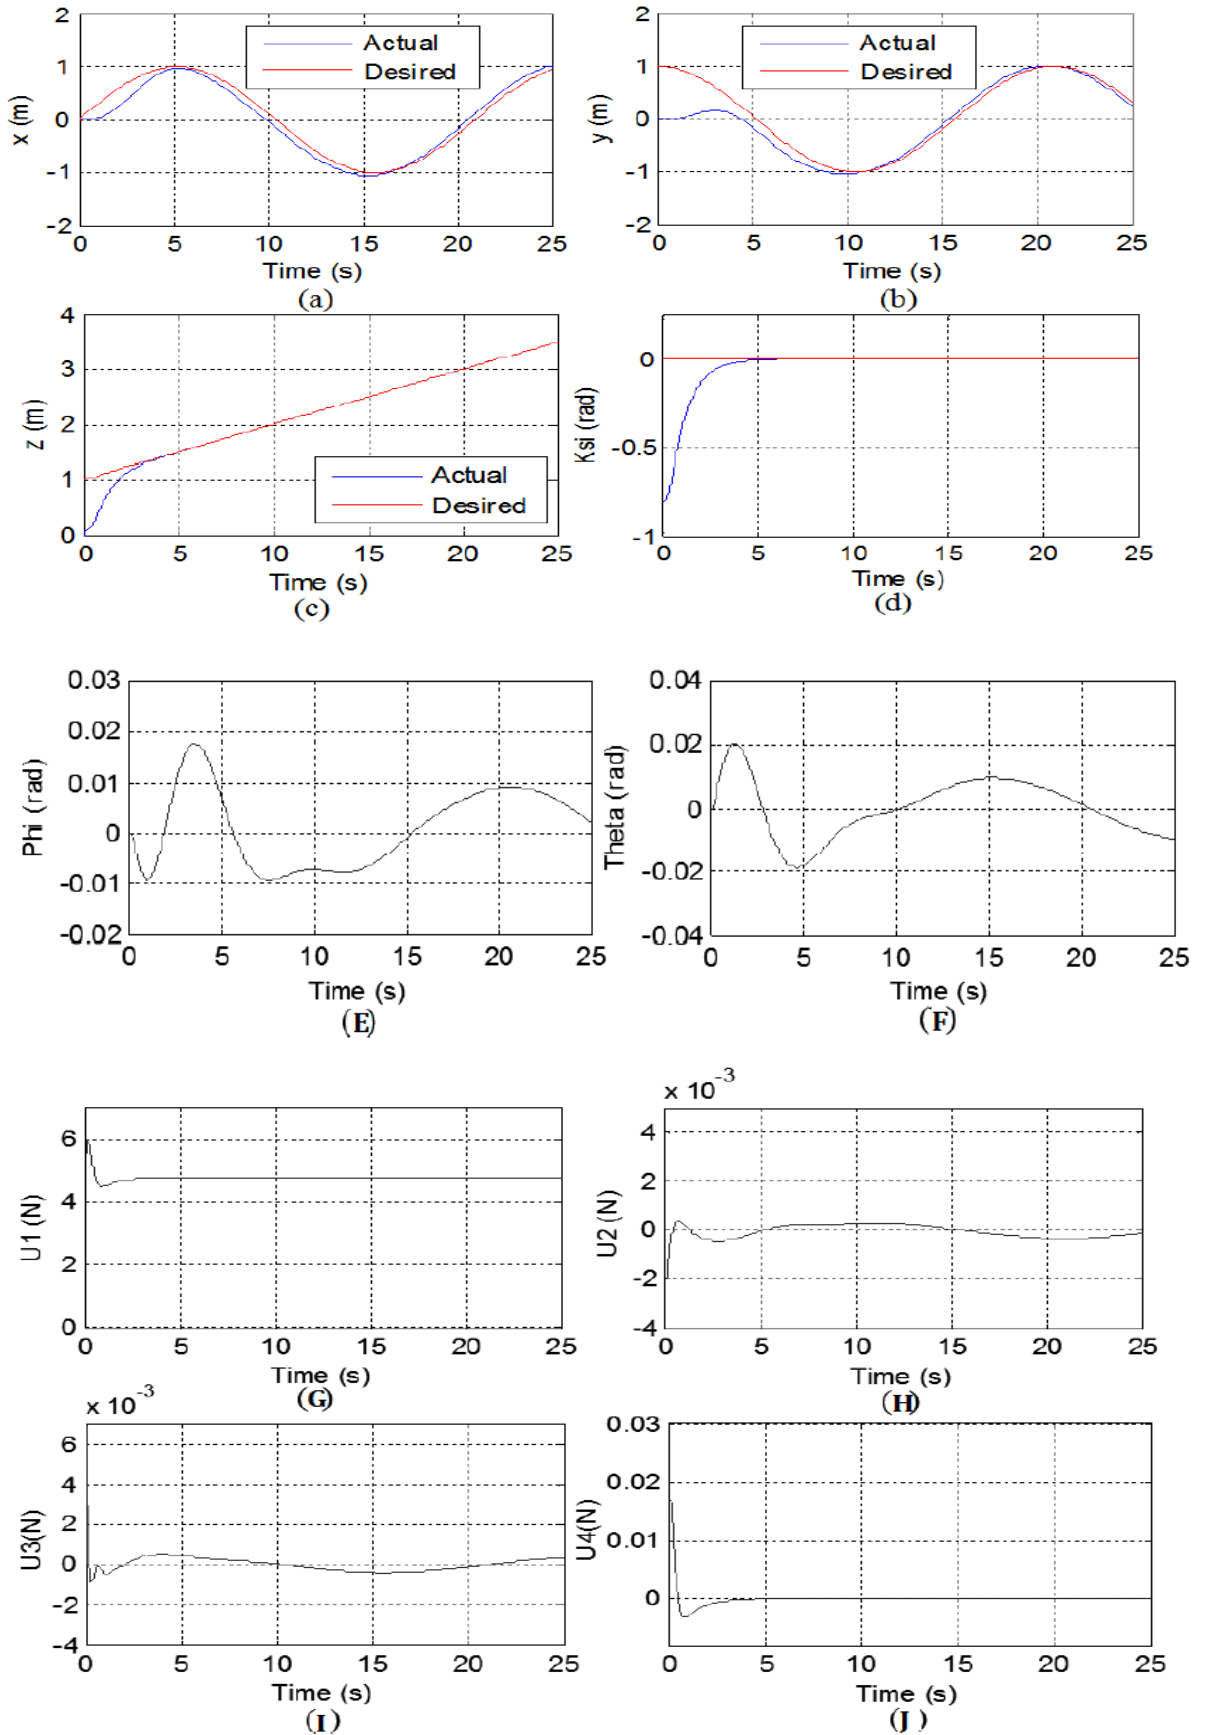 2
1
0
-1
-2
x (m)
Actual
Desired
0 5 10 15 20 25
Time (s)
(a)
2
1
0
-1
-2
y (m)
Actual
Desired
0 5 10 15 20 25
Time (s)
(b)
4
3
2
1
0
z (m)
Actual
Desired
0 5 10 15 20 25
Time (s)
(c)
0
-0.5
-1
Ksi (rad)
0 5 10 15 20 25
Time (s)
(d)
0.03
0.02
0.01
0
-0.01
-0.02
Phi (rad)
0 5 10 15 20 25
Time (s)
(E)
0.04
0.02
0
-0.02
-0.04
Theta (rad)
0 5 10 15 20 25
Time (s)
(F)
6
4
2
0
U1 (N)
0 5 10 15 20 25
Time (s)
(G)
x 10^-3
4
2
0
-2
-4
U2 (N)
0 5 10 15 20 25
Time (s)
(H)
x 10^-3
6
4
2
0
-2
-4
U3(N)
0 5 10 15 20 25
Time (s)
(I)
0.03
0.02
0.01
0
U4(N)
0 5 10 15 20 25
Time (s)
(J)